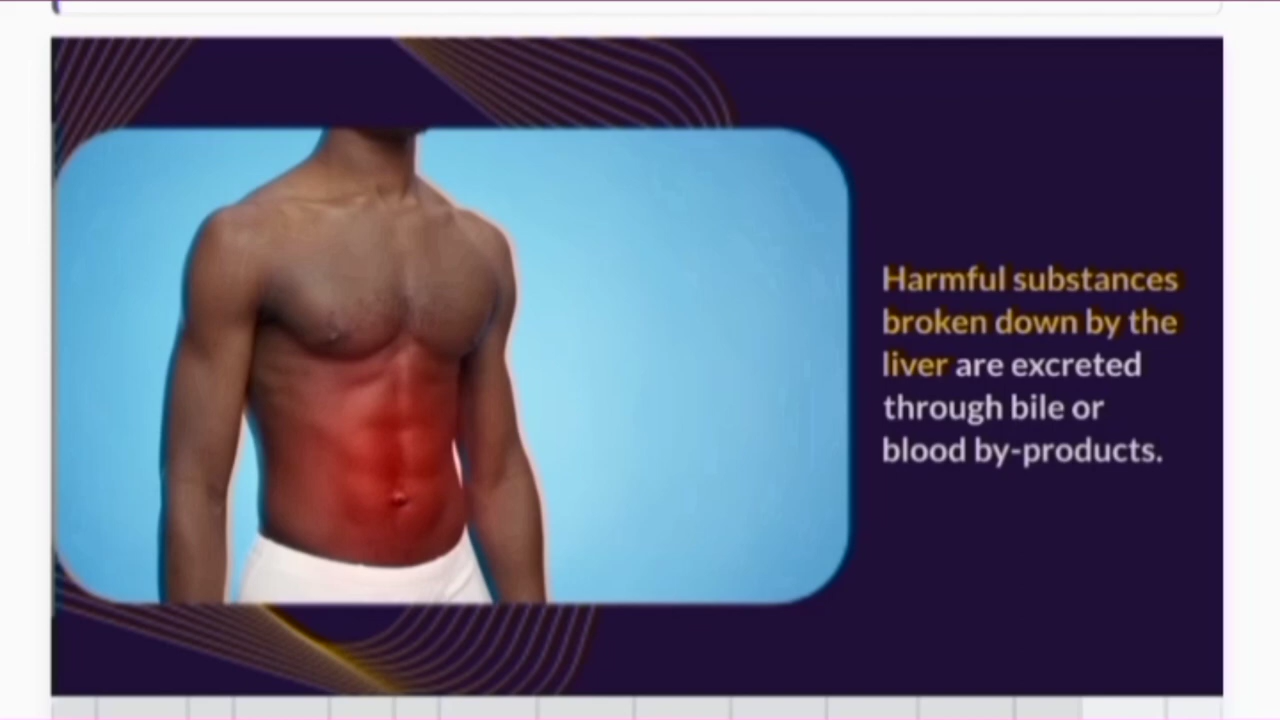 Harmful substances
broken down by the
liver are excreted
through bile or
blood by-products.